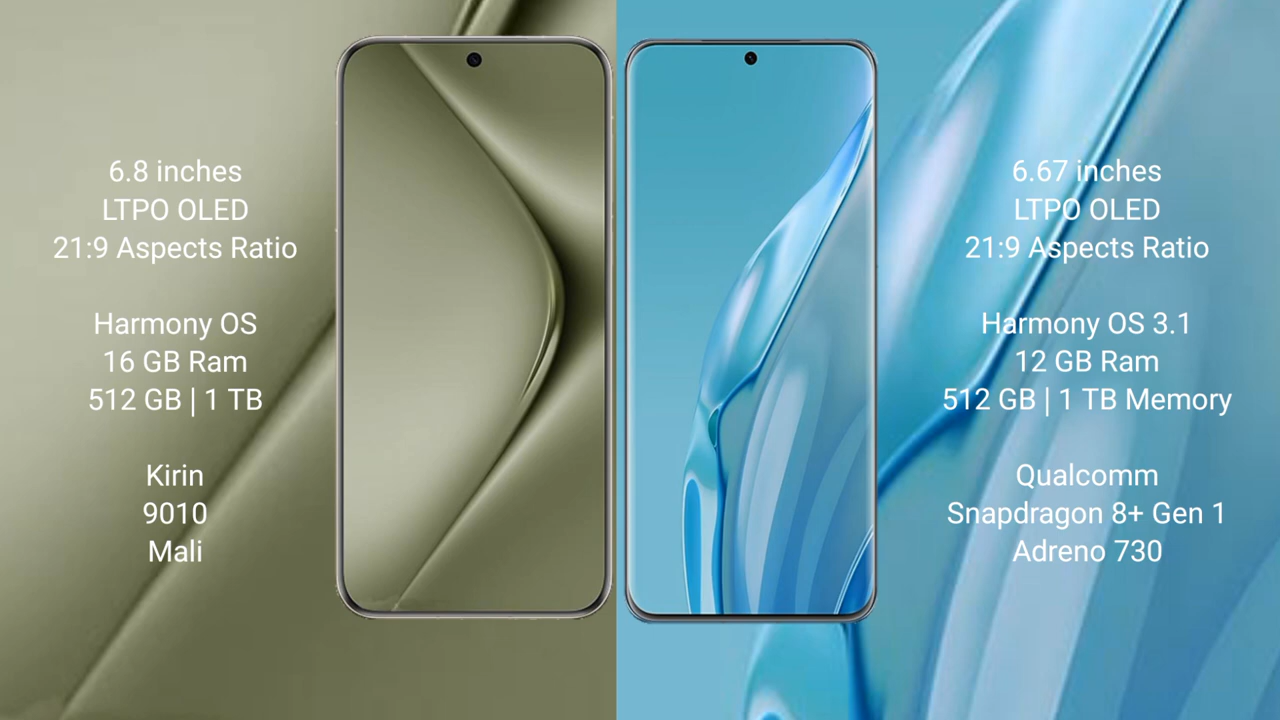 6.8 inches
LTPO OLED
21:9 Aspects Ratio
Harmony OS
16 GB Ram
512 GB | 1 TB
Kirin
9010
Mali
6.67 inches
LTPO OLED
21:9 Aspects Ratio
Harmony OS 3.1
12 GB Ram
512 GB | 1 TB Memory
Qualcomm
Snapdragon 8+ Gen 1
Adreno 730